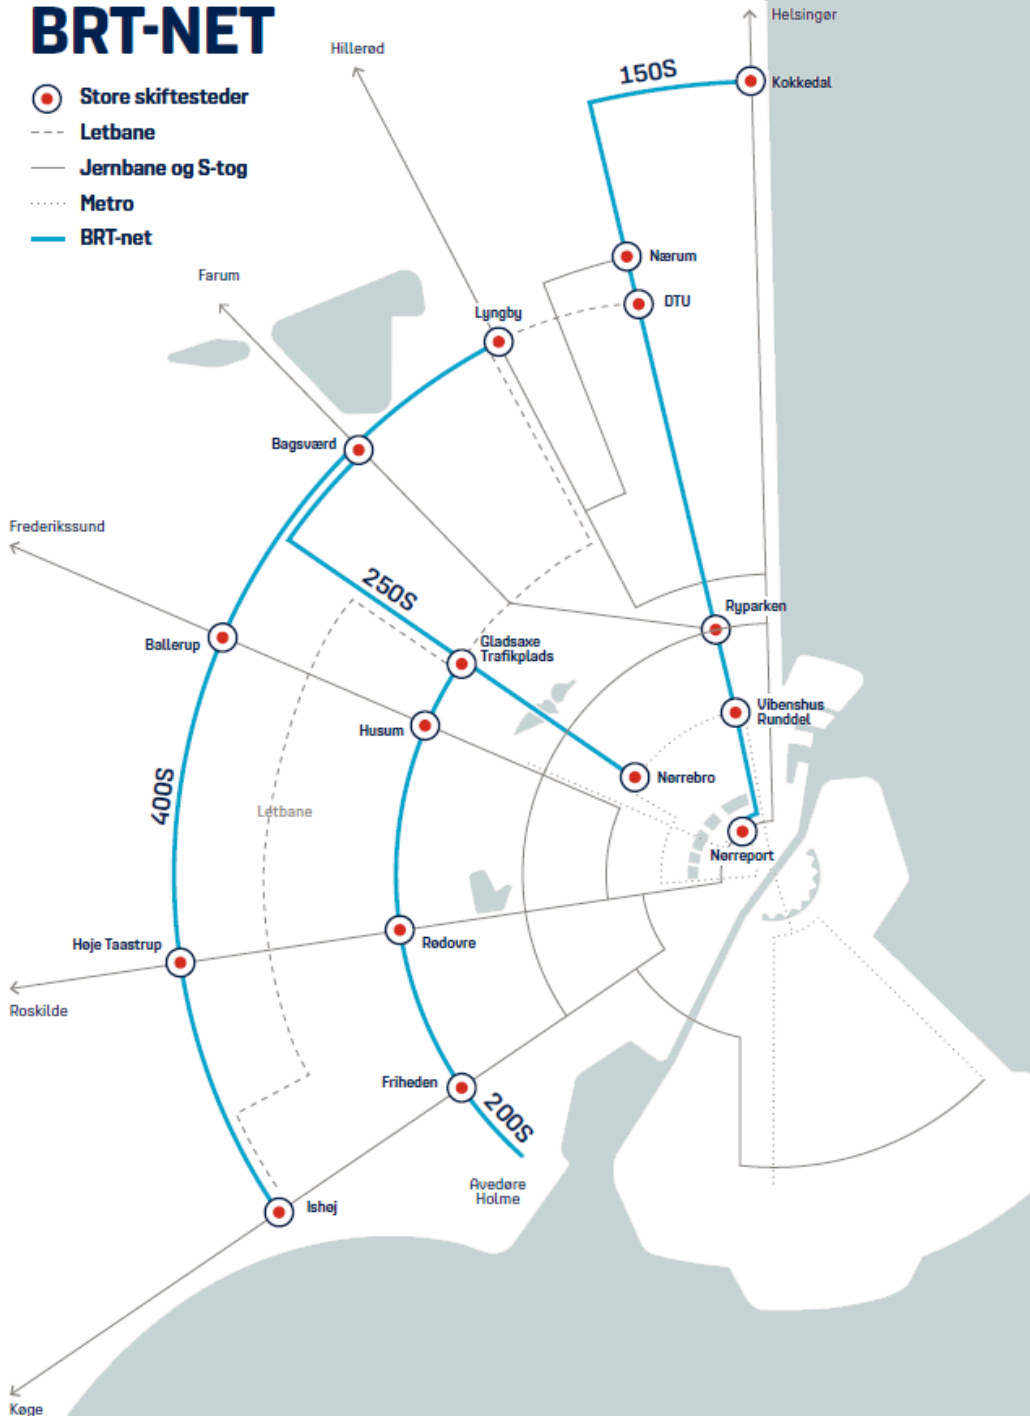 BRT-NET
Store skiftesteder
Letbane
Jernbane og S-tog
Metro
BRT-net
Helsingør
Hillerød
150S
Kokkedal
Nærum
Farum
DTU
Lyngby
Bagsværd
Frederikssund
250S
Ryparken
Ballerup
Gladsaxe
Trafikplads
Husum
Vibenshus
Runddel
Nørrebro
400S
Letbane
Nørreport
Høje Taastrup
Rødovre
Roskilde
Friheden
200S
Avedøre
Holme
Ishøj
Køge